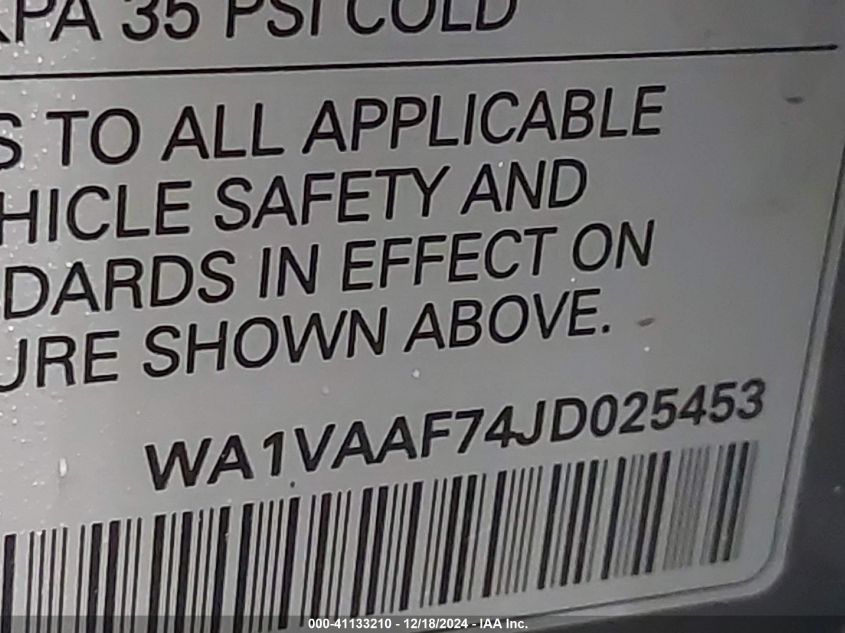 PA 35 PSI COLD
S TO ALL APPLICABLE
HICLE SAFETY AND
DARDS IN EFFECT ON
URE SHOWN ABOVE.
WA1VAAF74JD025453
000-41133210 - 12/18/2024 - IAA Inc.